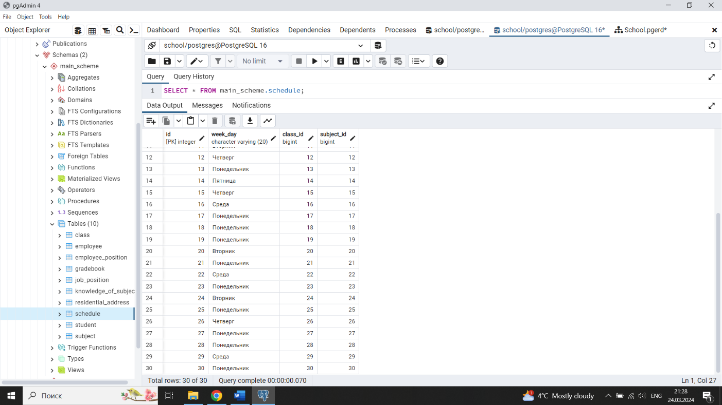 pgAdmin 4
File Object Tools Help
Object Explorer
Dashboard Properties SQL Statistics Dependencies Dependents Processes school/postgre... school/postgres@PostgreSQL 16* School.pgerd*
Publications
Schemas (2)
main_scheme
Aggregates
Collations
Domains
FTS Configurations
FTS Dictionaries
FTS Parsers
FTS Templates
Foreign Tables
Functions
Materialized Views
Operators
Procedures
1..3 Sequences
Tables (10)
class
employee
employee_position
gradebook
job_position
knowledge_of_subjec
residential_address
schedule
student
subject
Trigger Functions
Types
Views
school/postgres@PostgreSQL 16
No limit
Query Query History
1 SELECT * FROM main_scheme.schedule;
Data Output Messages Notifications
id [PK] integer week_day character varying (20) class_id bigint subject_id bigint
12 12 Четверг 12 12
13 13 Понедельник 13 13
14 14 Пятница 14 14
15 15 Четверг 15 15
16 16 Среда 16 16
17 17 Понедельник 17 17
18 18 Понедельник 18 18
19 19 Понедельник 19 19
20 20 Вторник 20 20
21 21 Понедельник 21 21
22 22 Среда 22 22
23 23 Понедельник 23 23
24 24 Вторник 24 24
25 25 Понедельник 25 25
26 26 Четверг 26 26
27 27 Понедельник 27 27
28 28 Понедельник 28 28
29 29 Среда 29 29
30 30 Понедельник 30 30
Total rows: 30 of 30 Query complete 00:00:00.070 Ln 1, Col 27
Поиск 4°C Mostly cloudy ENG 21:28 24.03.2024